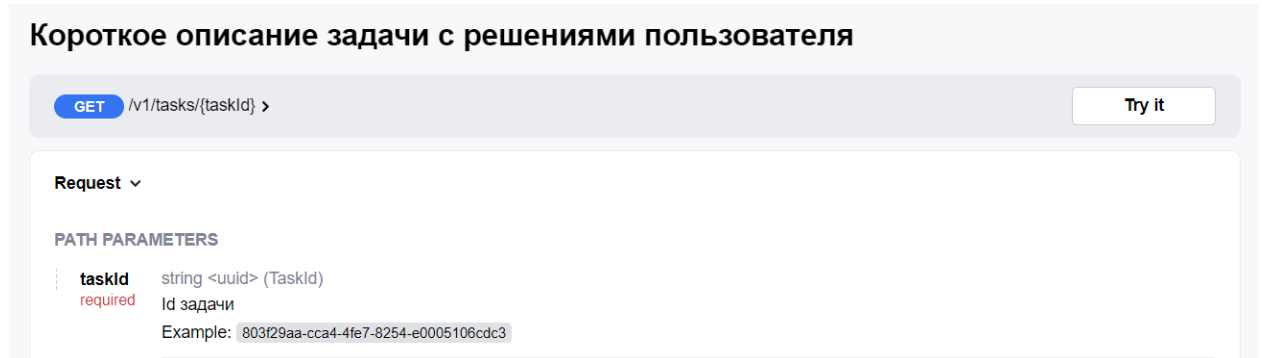 Короткое описание задачи с решениями пользователя
GET /v1/tasks/{taskId} >
Try it
Request
PATH PARAMETERS
taskId string <uuid> (TaskId)
required Id задачи
Example: 803f29aa-cca4-4fe7-8254-e0005106cdc3